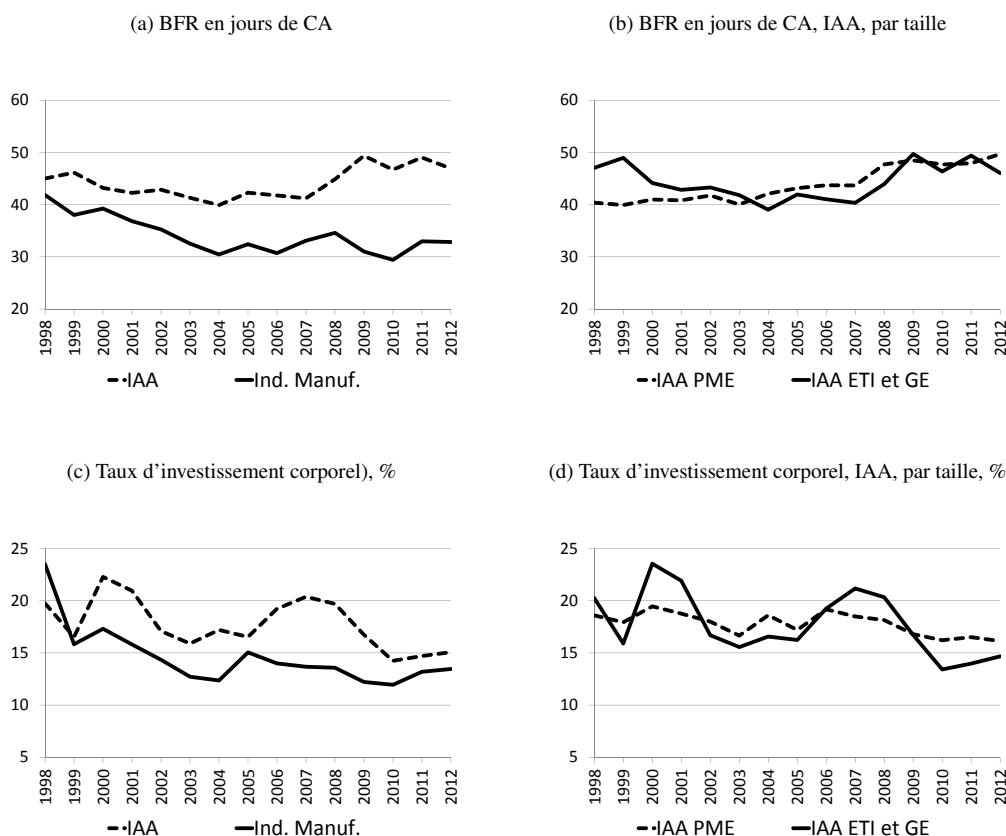 (a) BFR en jours de CA
60
50
40
30
20
1998 1999 2000 2001 2002 2003 2004 2005 2006 2007 2008 2009 2010 2011 2012
IAA Ind. Manuf.
(b) BFR en jours de CA, IAA, par taille
60
50
40
30
20
1998 1999 2000 2001 2002 2003 2004 2005 2006 2007 2008 2009 2010 2011 2012
IAA PME IAA ETI et GE
(c) Taux d’investissement corporel), %
25
20
15
10
5
1998 1999 2000 2001 2002 2003 2004 2005 2006 2007 2008 2009 2010 2011 2012
IAA Ind. Manuf.
(d) Taux d’investissement corporel, IAA, par taille, %
25
20
15
10
5
1998 1999 2000 2001 2002 2003 2004 2005 2006 2007 2008 2009 2010 2011 2012
IAA PME IAA ETI et GE